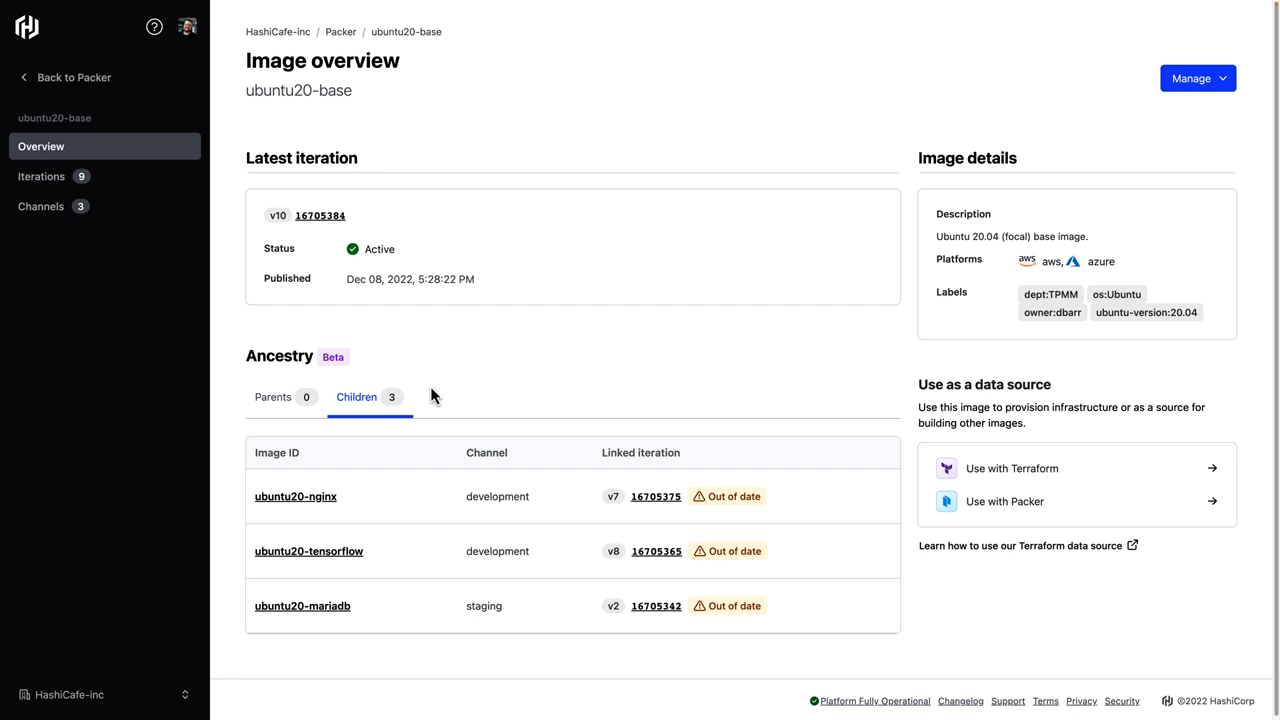 Back to Packer
ubuntu20-base
Overview
Iterations 9
Channels 3
HashiCafe-inc
HashiCafe-inc / Packer / ubuntu20-base
Image overview
ubuntu20-base
Manage
Latest iteration
v10 16705384
Status Active
Published Dec 08, 2022, 5:28:22 PM
Ancestry Beta
Parents 0 Children 3
Image ID Channel Linked iteration
ubuntu20-nginx development v7 16705375 Out of date
ubuntu20-tensorflow development v8 16705365 Out of date
ubuntu20-mariadb staging v2 16705342 Out of date
Image details
Description
Ubuntu 20.04 (focal) base image.
Platforms aws aws, azure
Labels dept:TPMM os:Ubuntu
owner:dbarr ubuntu-version:20.04
Use as a data source
Use this image to provision infrastructure or as a source for
building other images.
Use with Terraform
Use with Packer
Learn how to use our Terraform data source
Platform Fully Operational Changelog Support Terms Privacy Security ©2022 HashiCorp